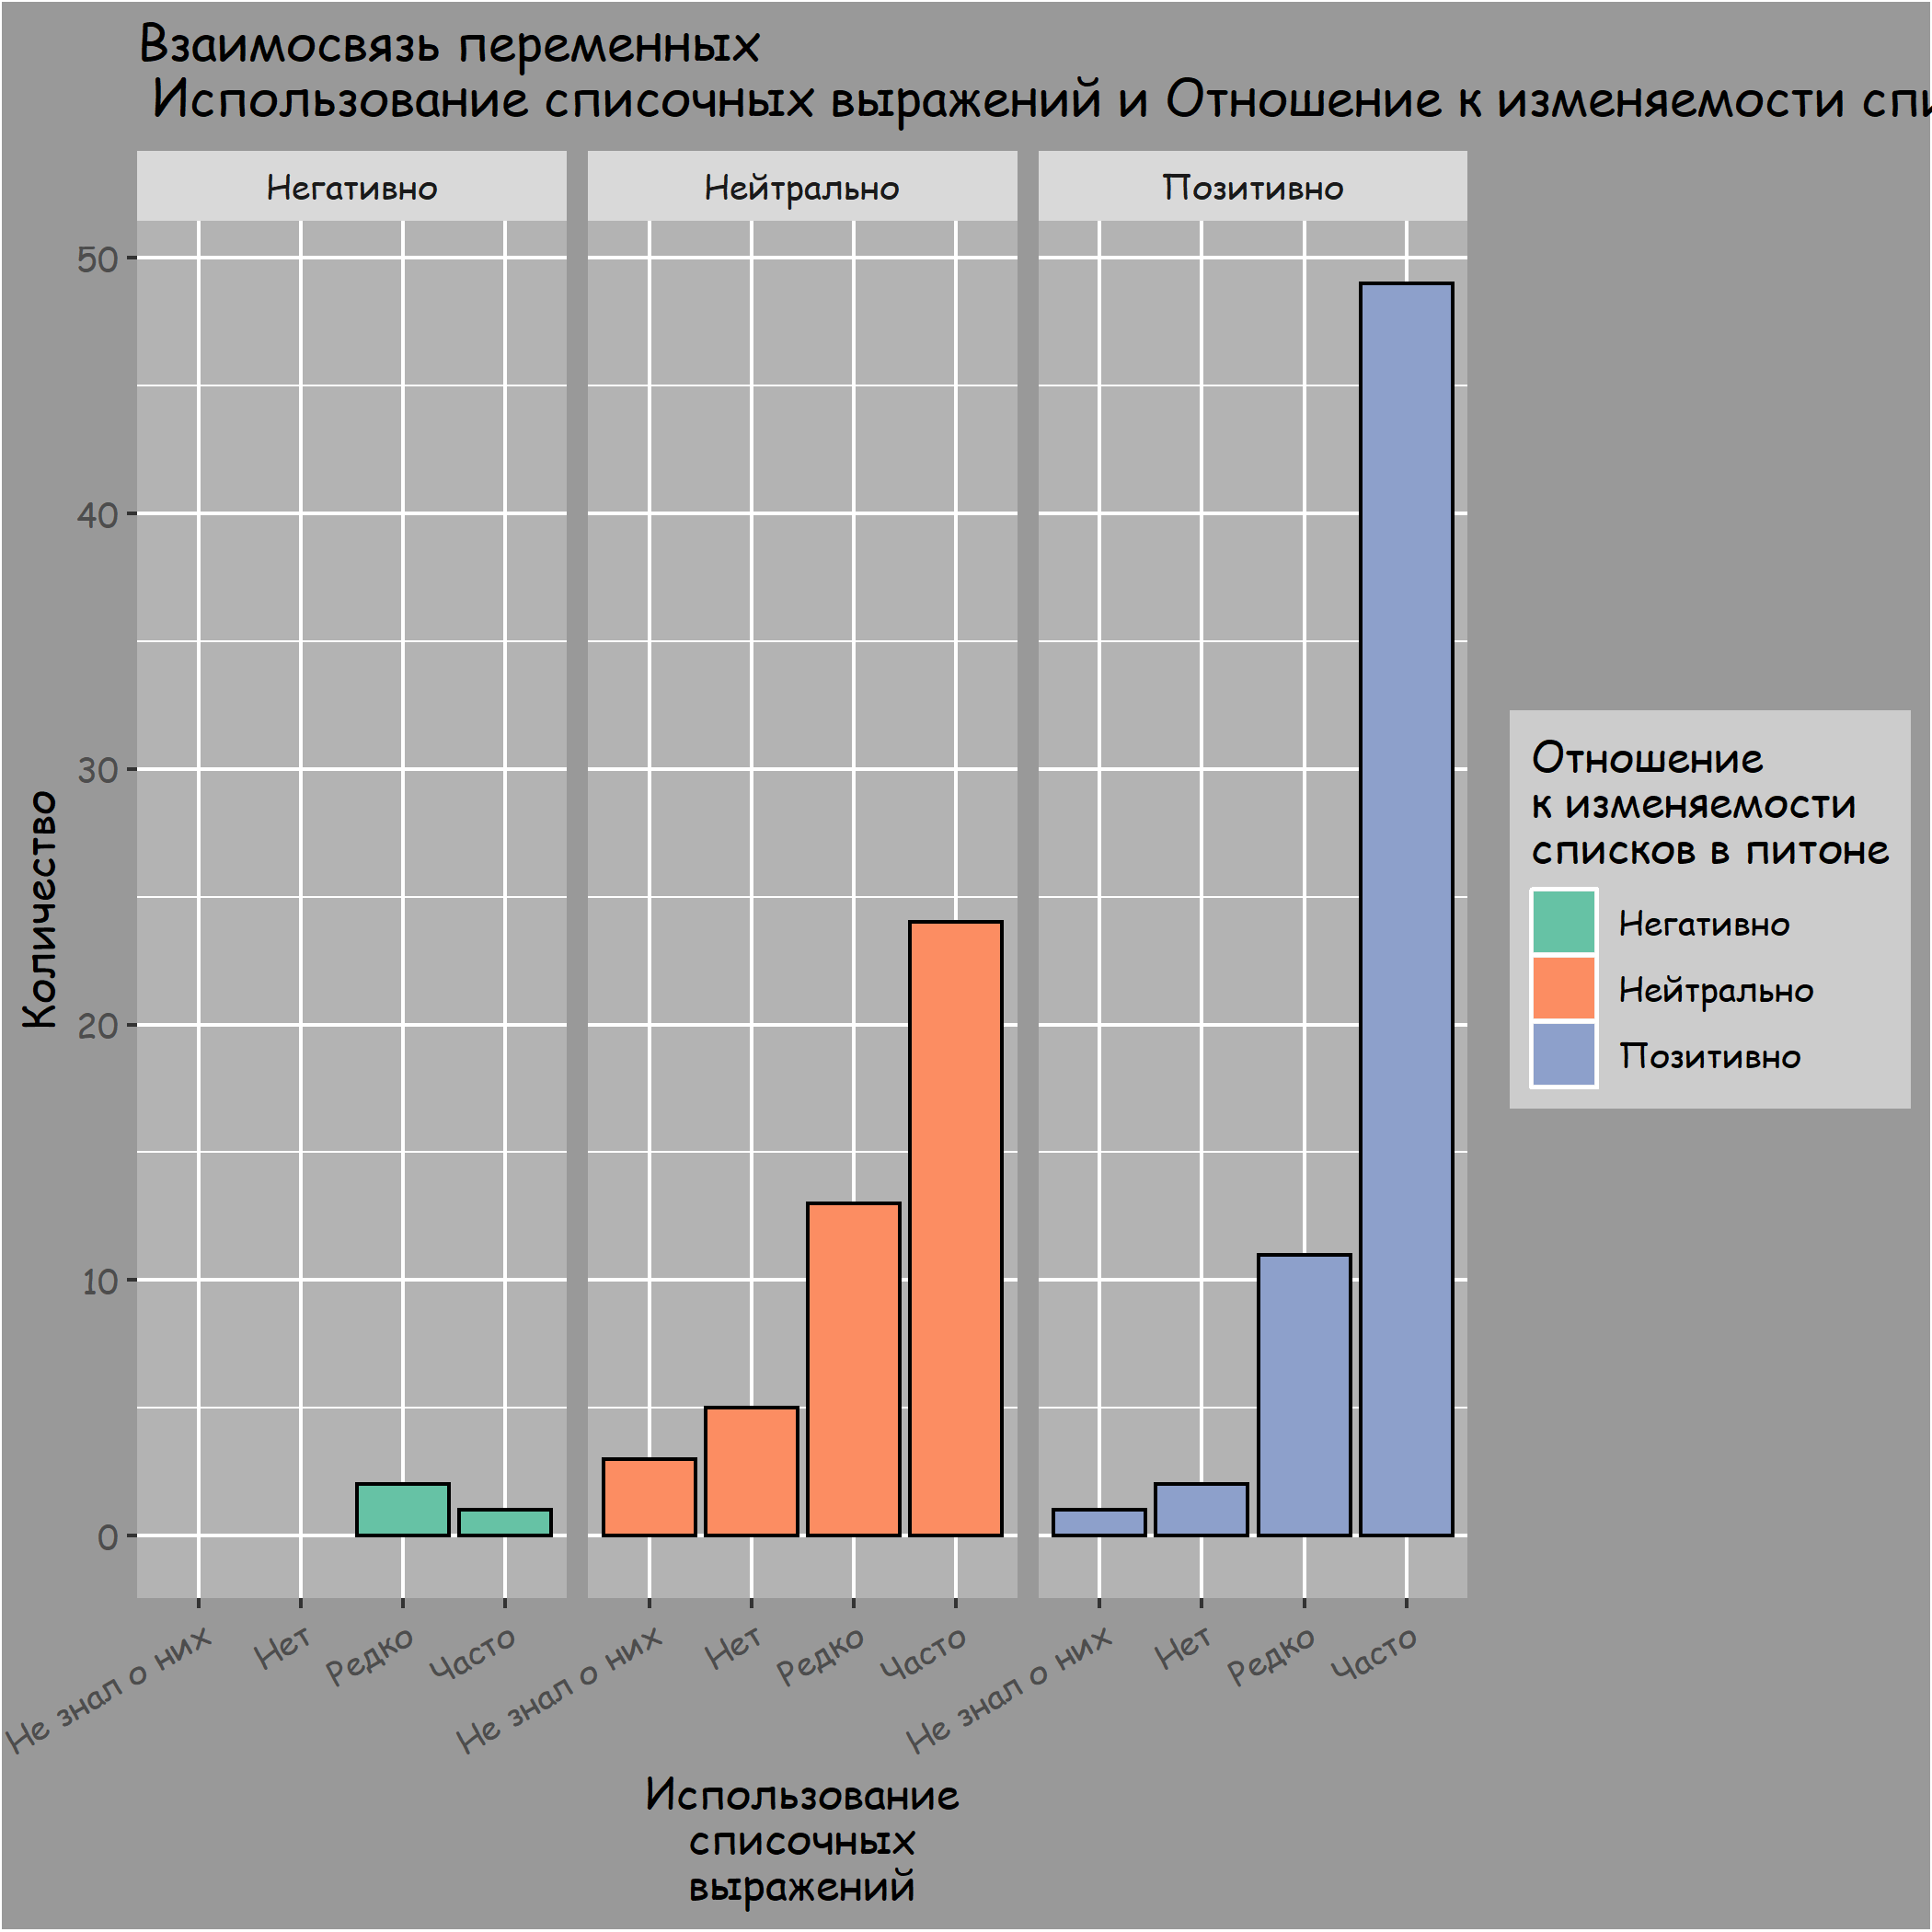 Взаимосвязь переменных
Использование списочных выражений и Отношение к изменяемости
Негативно
Нейтрально
Позитивно
50
40
30
20
10
0
Количество
Не знал о них
Нет
Редко
Часто
Не знал о них
Нет
Редко
Часто
Не знал о них
Нет
Редко
Часто
Использование
списочных
выражений
Отношение
к изменяемости
списков в питоне
Негативно
Нейтрально
Позитивно